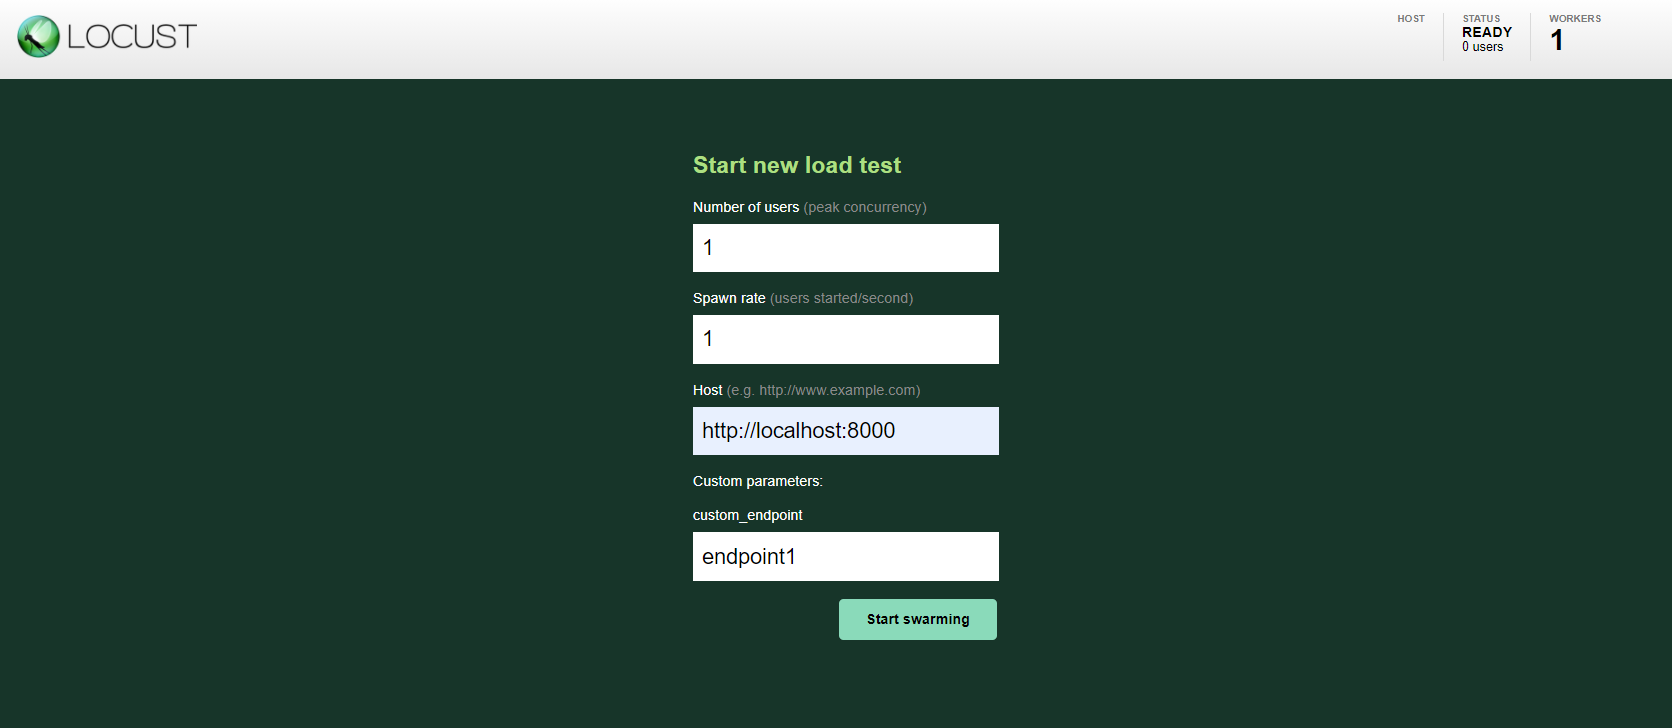 LOCUST
HOST
STATUS
READY
0 users
WORKERS
1
Start new load test
Number of users (peak concurrency)
1
Spawn rate (users started/second)
1
Host (e.g. http://www.example.com)
http://localhost:8000
Custom parameters:
custom_endpoint
endpoint1
Start swarming